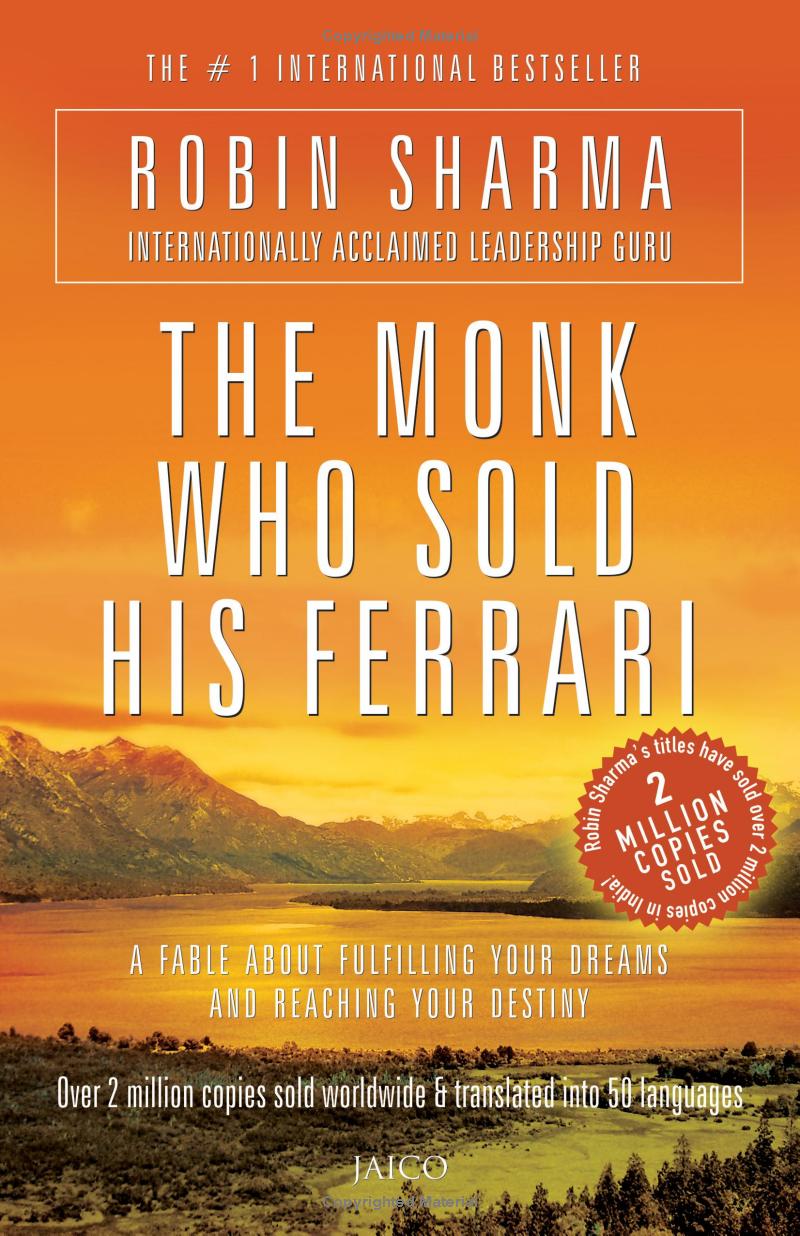 Copyrighted Material
THE # 1 INTERNATIONAL BESTSELLER
ROBIN SHARMA
INTERNATIONALLY ACCLAIMED LEADERSHIP GURU
THE MONK
WHO SOLD
HIS FERRARI
Robin Sharma's titles have sold over 2 million copies in India!
2
MILLION
COPIES
SOLD
A FABLE ABOUT FULFILLING YOUR DREAMS
AND REACHING YOUR DESTINY
Over 2 million copies sold worldwide & translated into 50 languages
JAICO
Copyrighted Material